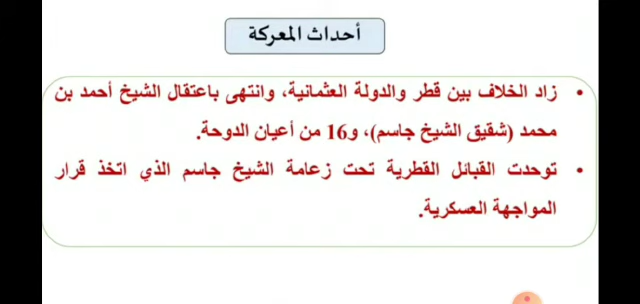 أحداث المعركة
• زاد الخلاف بين قطر والدولة العثمانية، وانتهى باعتقال الشيخ أحمد بن
محمد (شقيق الشيخ جاسم)، و16 من أعيان الدوحة.
• توحدت القبائل القطرية تحت زعامة الشيخ جاسم الذي اتخذ قرار
المواجهة العسكرية.